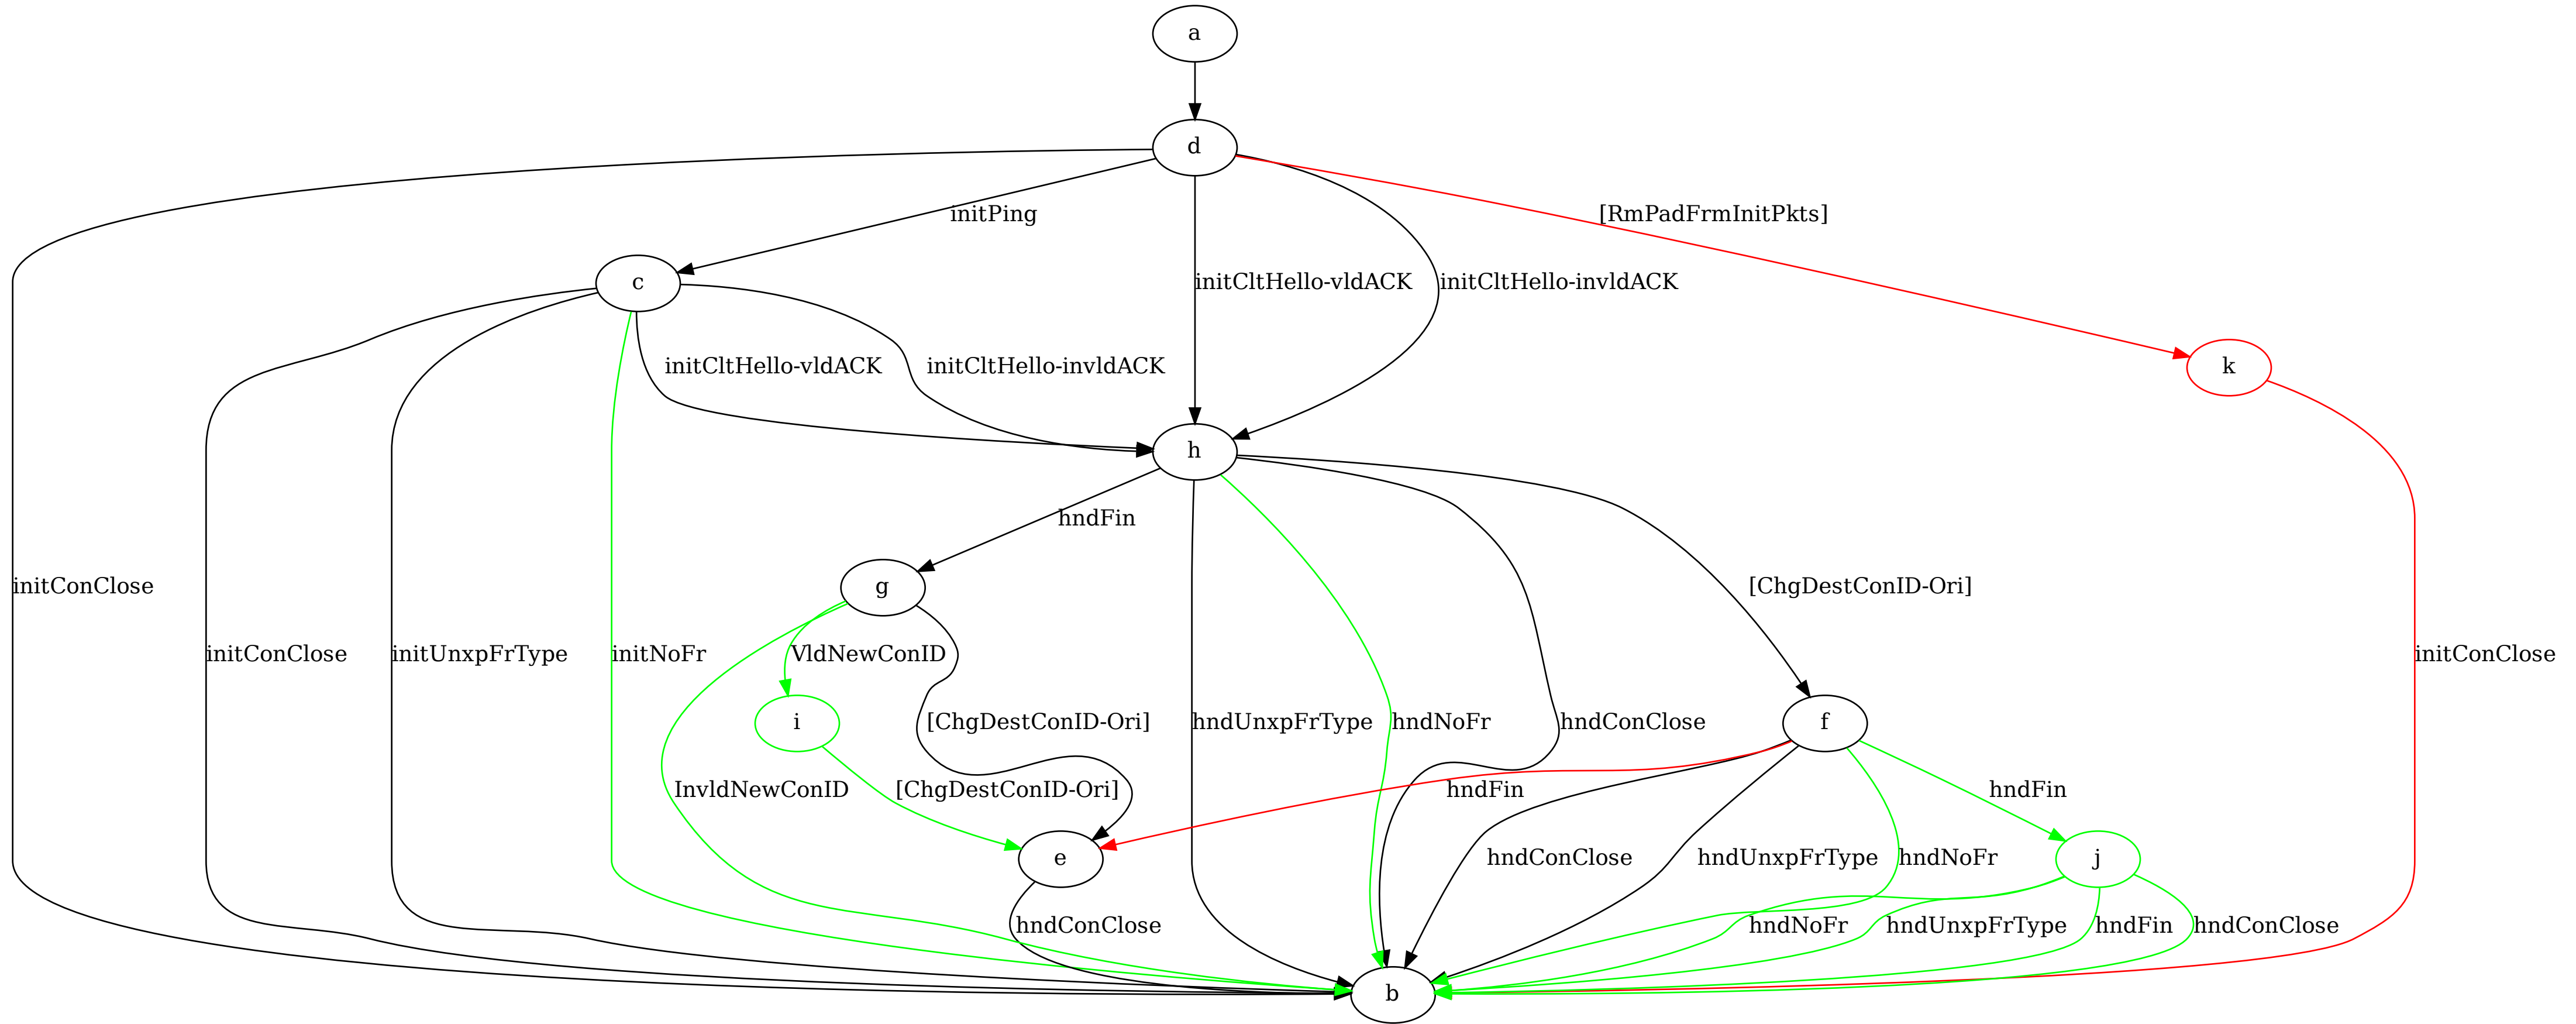 a
d
initPing
[RmPadFrmInitPkts]
c
initCltHello-vldACK
initCltHello-invldACK
initCltHello-vldACK
initCltHello-invldACK
k
h
hndFin
initConClose
g
[ChgDestConID-Ori]
initConClose
initUnxpFrType
initNoFr
VldNewConID
initConClose
i
[ChgDestConID-Ori]
hndUnxpFrType
hndNoFr
hndConClose
f
InvldNewConID
[ChgDestConID-Ori]
hndFin
hndFin
e
hndConClose
hndUnxpFrType
hndNoFr
j
hndConClose
hndNoFr
hndUnxpFrType
hndFin
hndConClose
b